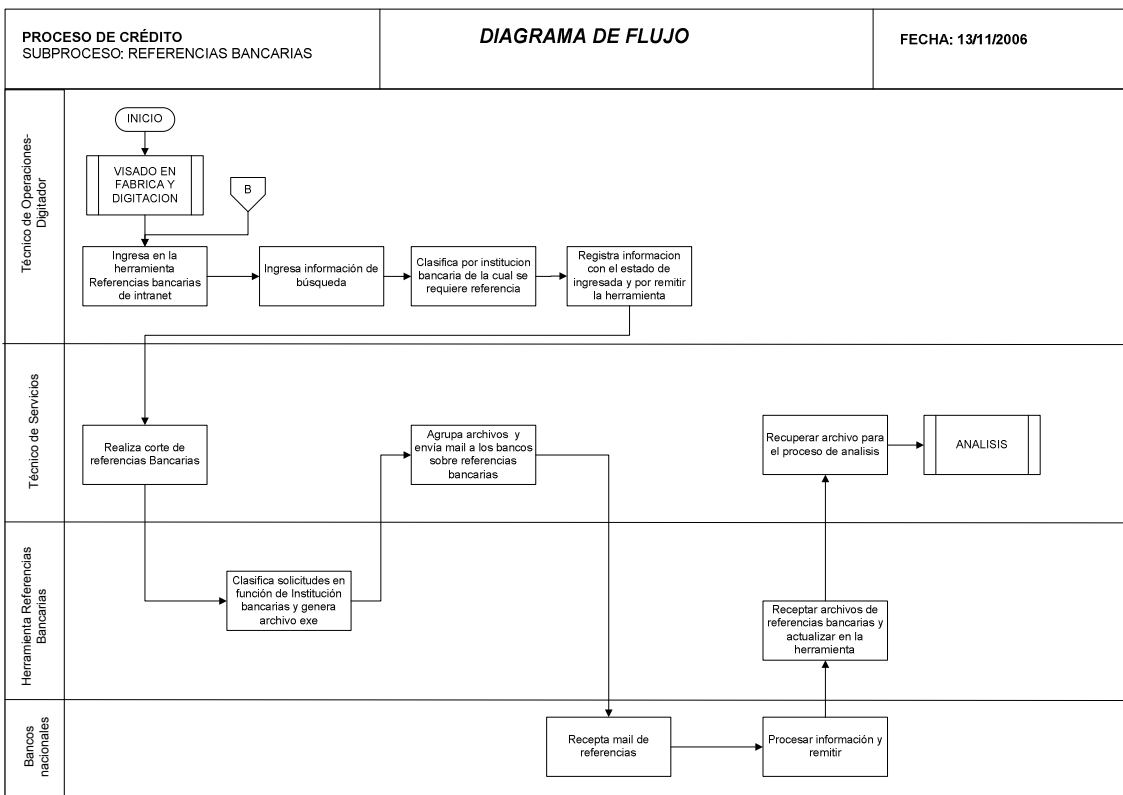 PROCESO DE CRÉDITO
SUBPROCESO: REFERENCIAS BANCARIAS
DIAGRAMA DE FLUJO
FECHA: 13/11/2006
Técnico de Operaciones-
Digitador
INICIO
VISADO EN
FABRICA Y
DIGITACION
B
Ingresa en la
herramienta
Referencias bancarias
de intranet
Ingresa información de
búsqueda
Clasifica por institucion
bancaria de la cual se
requiere referencia
Registra informacion
con el estado de
ingresada y por remitir
la herramienta
Técnico de Servicios
Realiza corte de
referencias Bancarias
Agrupa archivos y
envía mail a los bancos
sobre referencias
bancarias
Recuperar archivo para
el proceso de analisis
ANALISIS
Herramienta Referencias
Bancarias
Clasifica solicitudes en
función de Institución
bancarias y genera
archivo exe
Receptar archivos de
referencias bancarias y
actualizar en la
herramienta
Bancos
nacionales
Recepta mail de
referencias
Procesar información y
remitir